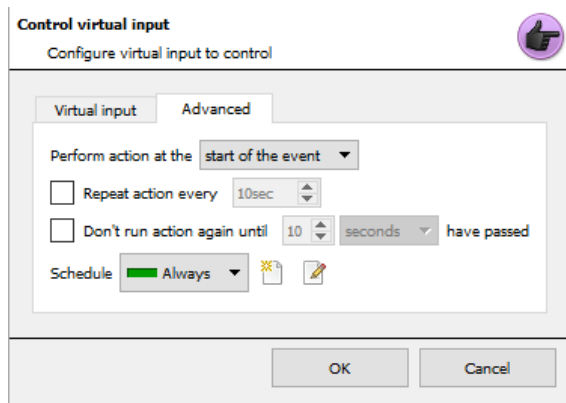 Control virtual input
Configure virtual input to control
Virtual input Advanced
Perform action at the start of the event
Repeat action every 10sec
Don't run action again until 10 seconds have passed
Schedule Always
OK Cancel